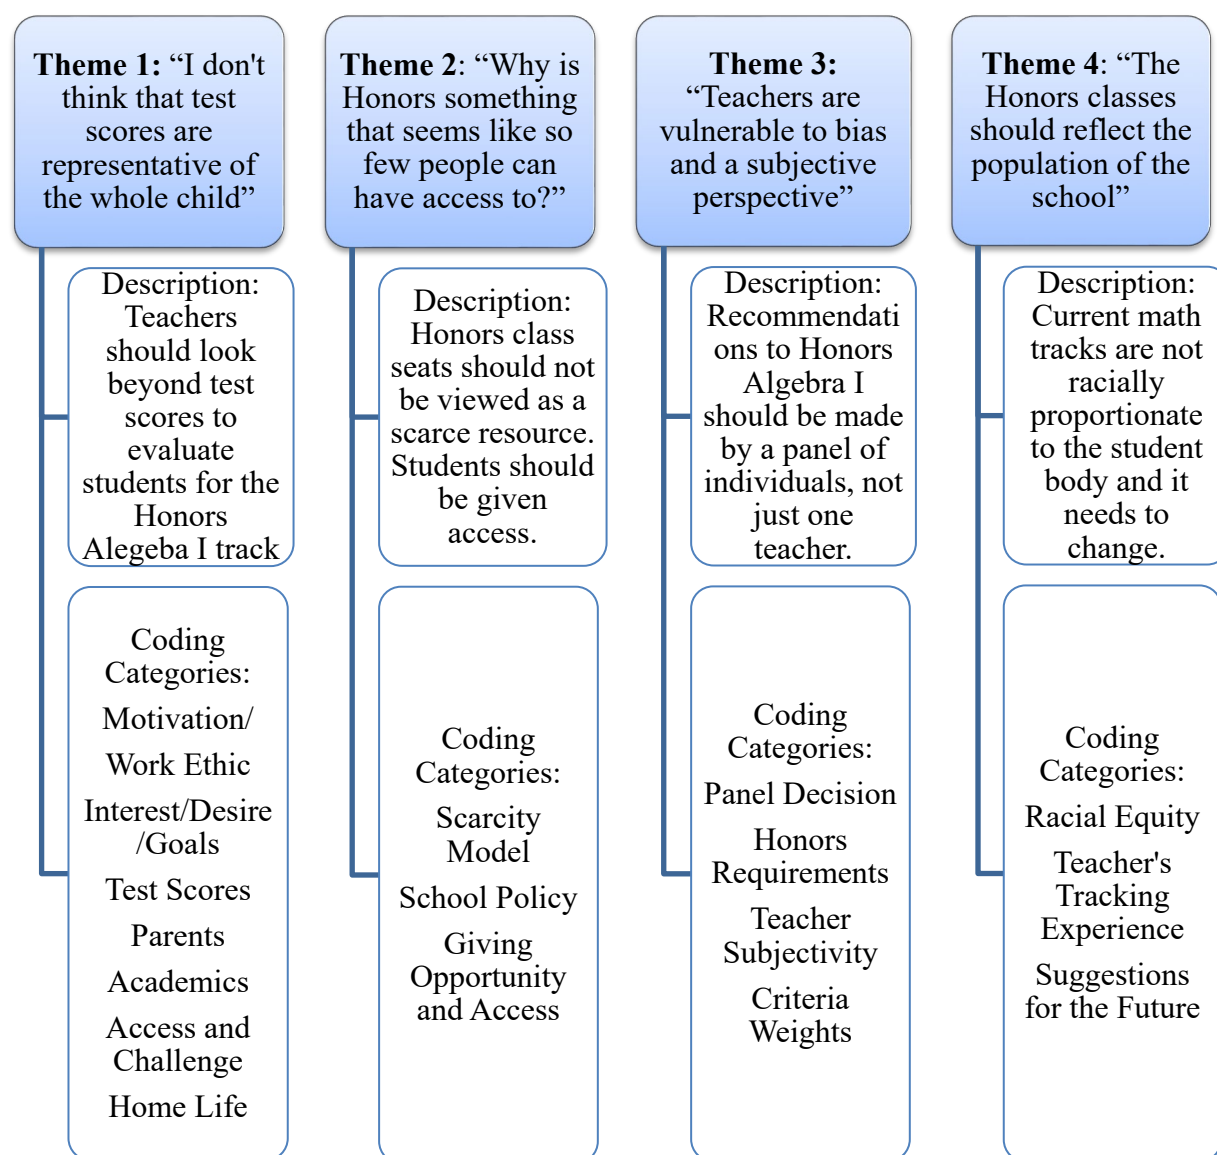 Theme 1: “I don't
think that test
scores are
representative of
the whole child”
Description:
Teachers
should look
beyond test
scores to
evaluate
students for the
Honors
Alegeba I track
Coding
Categories:
Motivation/
Work Ethic
Interest/Desire
/Goals
Test Scores
Parents
Academics
Access and
Challenge
Home Life
Theme 2: “Why is
Honors something
that seems like so
few people can
have access to?”
Description:
Honors class
seats should not
be viewed as a
scarce resource.
Students should
be given
access.
Coding
Categories:
Scarcity
Model
School Policy
Giving
Opportunity
and Access
Theme 3:
“Teachers are
vulnerable to bias
and a subjective
perspective”
Description:
Recommendati
ons to Honors
Algebra I
should be made
by a panel of
individuals, not
just one
teacher.
Coding
Categories:
Panel Decision
Honors
Requirements
Teacher
Subjectivity
Criteria
Weights
Theme 4: “The
Honors classes
should reflect the
population of the
school”
Description:
Current math
tracks are not
racially
proportionate
to the student
body and it
needs to
change.
Coding
Categories:
Racial Equity
Teacher's
Tracking
Experience
Suggestions
for the Future